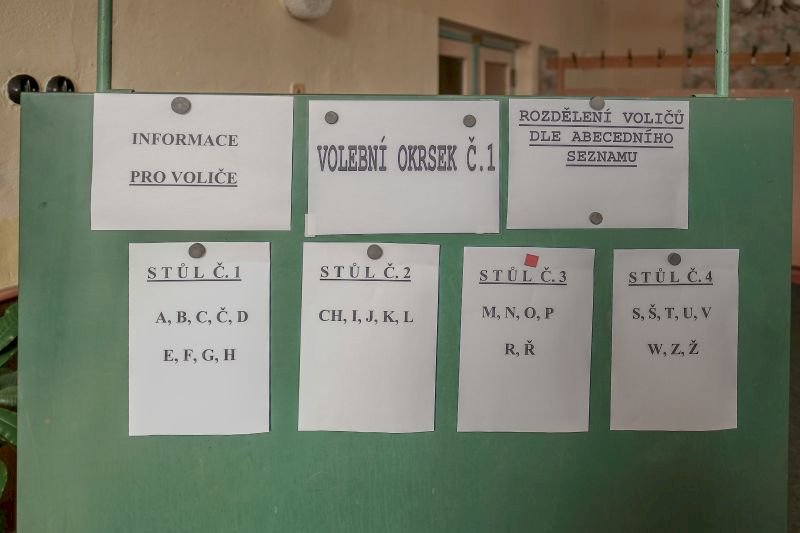 INFORMACE
PRO VOLIČE
VOLEBNÍ OKRSEK Č.1
ROZDĚLENÍ VOLIČŮ
DLE ABECEDNÍHO
SEZNAMU
STŮL Č.1
A, B, C, Č, D
E, F, G, H
STŮL Č.2
CH, I, J, K, L
STŮL Č.3
M, N, O, P
R, Ř
STŮL Č.4
S, Š, T, U, V
W, Z, Ž